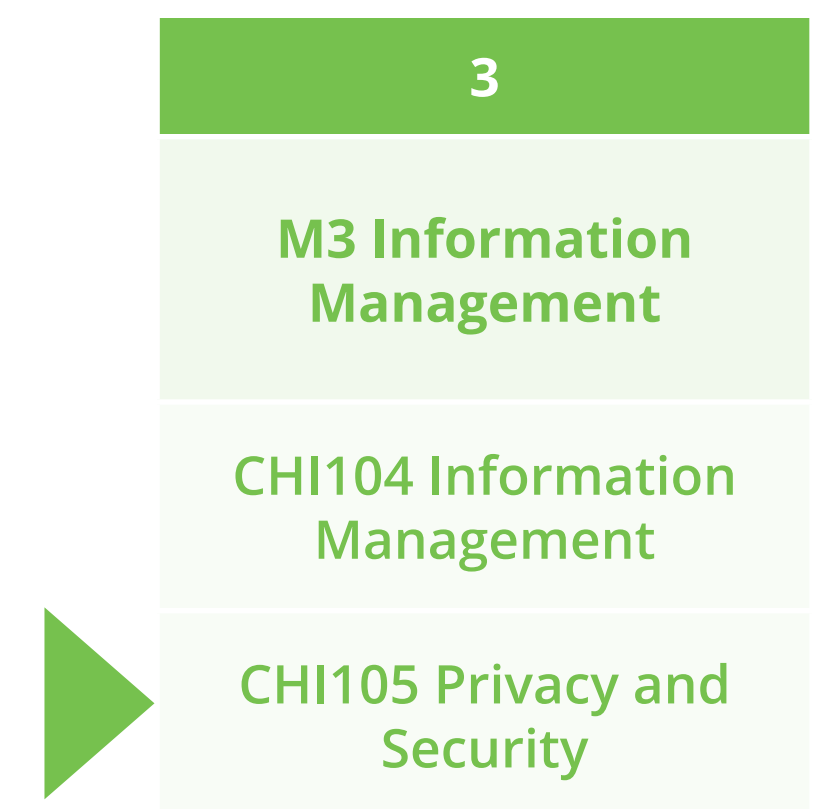 3
M3 Information
Management
CHI104 Information
Management
CHI105 Privacy and
Security